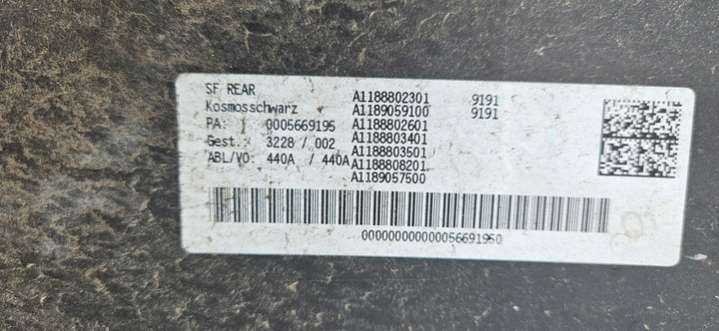 SF REAR
Kosmosschwarz A1188802301 9191
A1189059100 9191
PA: 0005669195 A1188802601
Gest.: 3228 / 002 A1188803401
A1188803501
ABL/VO: 440A / 440A A1188808201
A1189057500
000000000000056691950